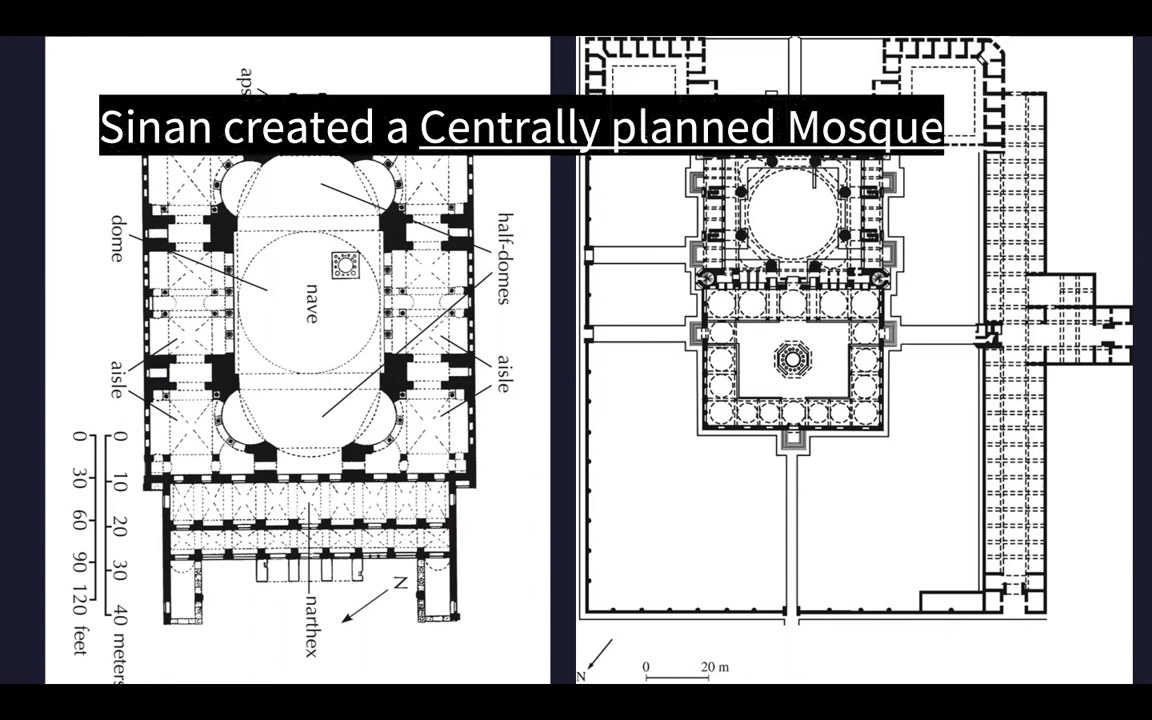 Sinan created a Centrally planned Mosque
aps
dome
half-domes
nave
aisle
aisle
0 10 20 30 40 meters
0 30 60 90 120 feet
narthex
N
N
0 20 m